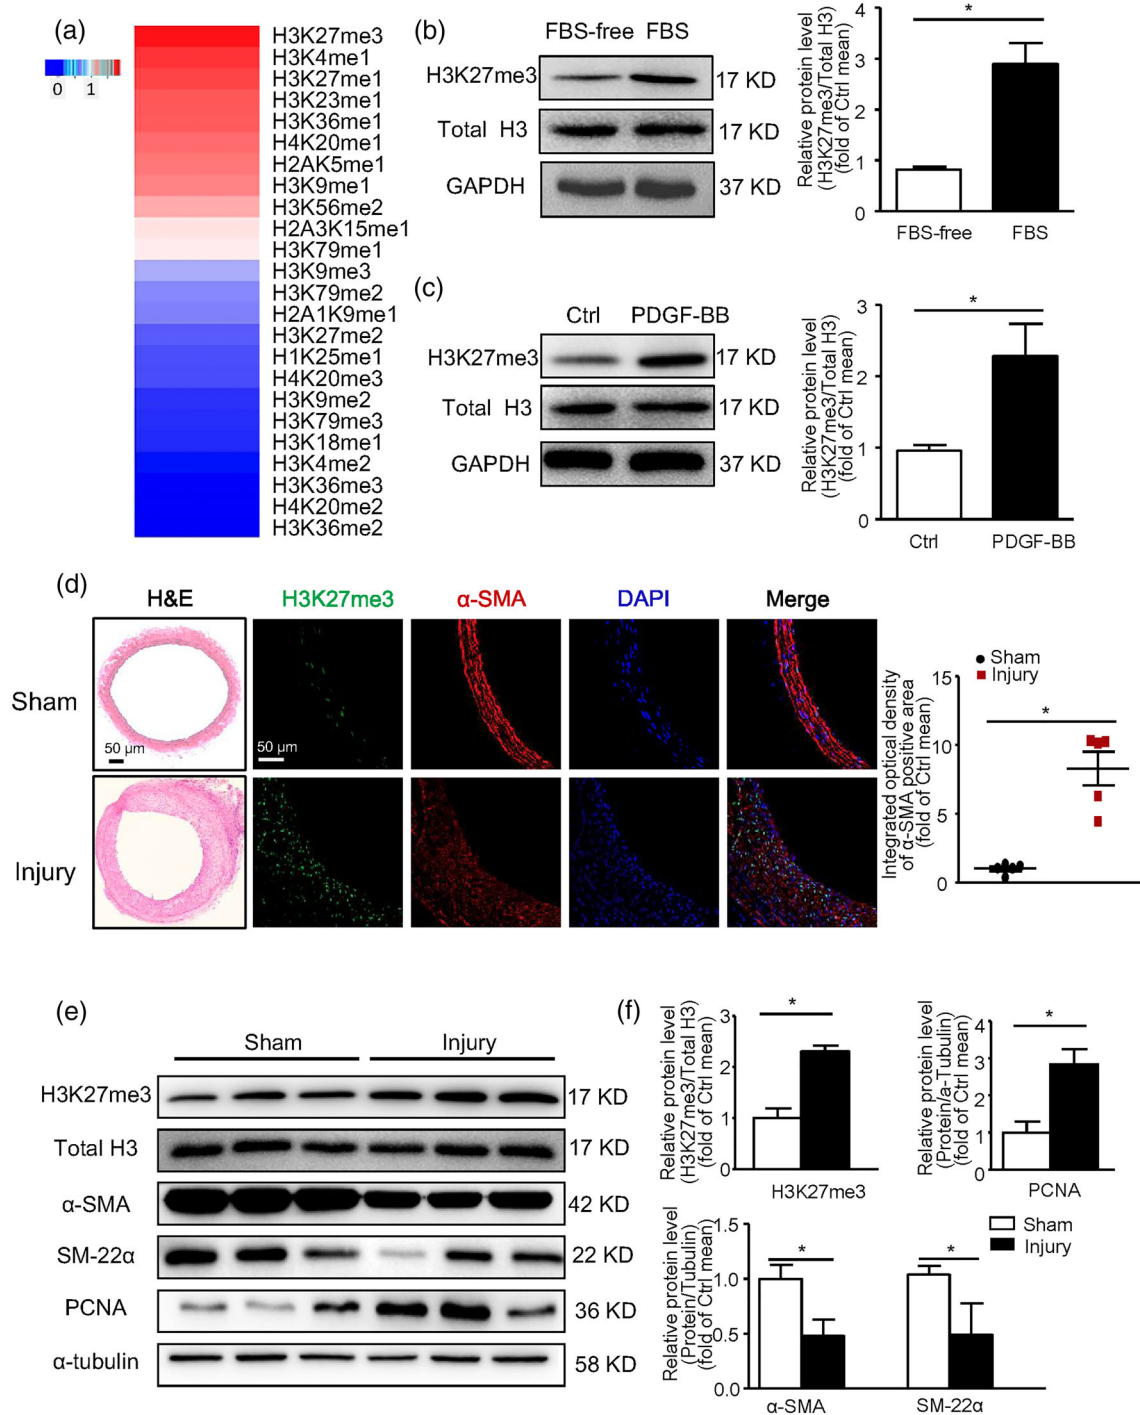 (a)
0 1
H3K27me3
H3K4me1
H3K27me1
H3K23me1
H3K36me1
H4K20me1
H2AK5me1
H3K9me1
H3K56me2
H2A3K15me1
H3K79me1
H3K9me3
H3K79me2
H2A1K9me1
H3K27me2
H1K25me1
H4K20me3
H3K9me2
H3K79me3
H3K18me1
H3K4me2
H3K36me3
H4K20me2
H3K36me2
(b)
FBS-free FBS
H3K27me3 17 KD
Total H3 17 KD
GAPDH 37 KD
Relative protein level
(H3K27me3/Total H3)
(fold of Ctrl mean)
4
3
2
1
0
*
FBS-free FBS
(c)
Ctrl PDGF-BB
H3K27me3 17 KD
Total H3 17 KD
GAPDH 37 KD
Relative protein level
(H3K27me3/Total H3)
(fold of Ctrl mean)
3
2
1
0
*
Ctrl PDGF-BB
(d)
H&E H3K27me3 α-SMA DAPI Merge
Sham
50 μm
50 μm
Injury
Sham
Injury
Integrated optical density
of α-SMA positive area
(fold of Ctrl mean)
15
10
5
0
*
(e)
Sham Injury
H3K27me3 17 KD
Total H3 17 KD
α-SMA 42 KD
SM-22α 22 KD
PCNA 36 KD
α-tubulin 58 KD
(f)
Relative protein level
(H3K27me3/Total H3)
(fold of Ctrl mean)
3
2
1
0
*
H3K27me3
Relative protein level
(Protein/a-Tubulin)
(fold of Ctrl mean)
4
3
2
1
0
*
PCNA
Relative protein level
(Protein/Tubulin)
(fold of Ctrl mean)
1.5
1.0
0.5
0.0
* *
Sham
Injury
α-SMA SM-22α